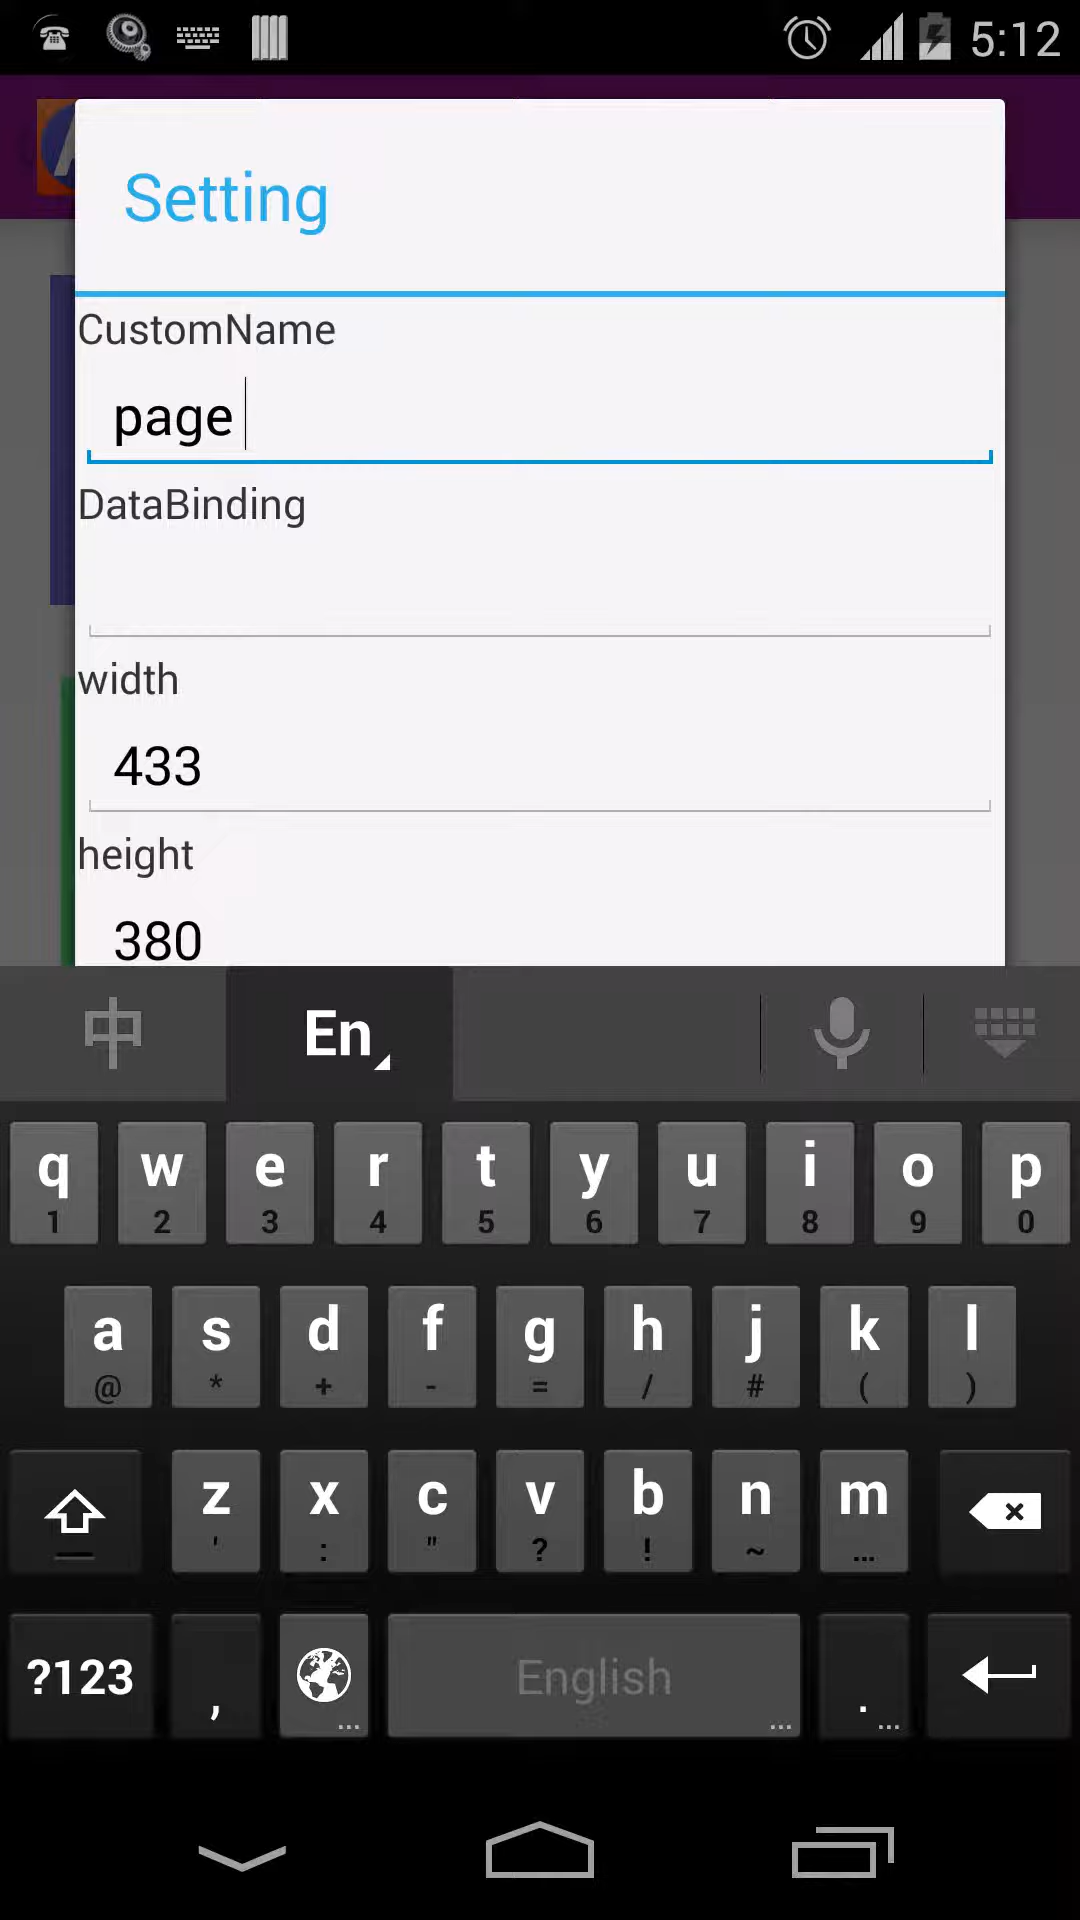 5:12
Setting
CustomName
page
DataBinding
width
433
height
380
中 En
q w e r t y u i o p
1 2 3 4 5 6 7 8 9 0
a s d f g h j k l
@ * + - = / # ( )
z x c v b n m
' : " ? ! ~ ...
?123 , ... English ... . ...